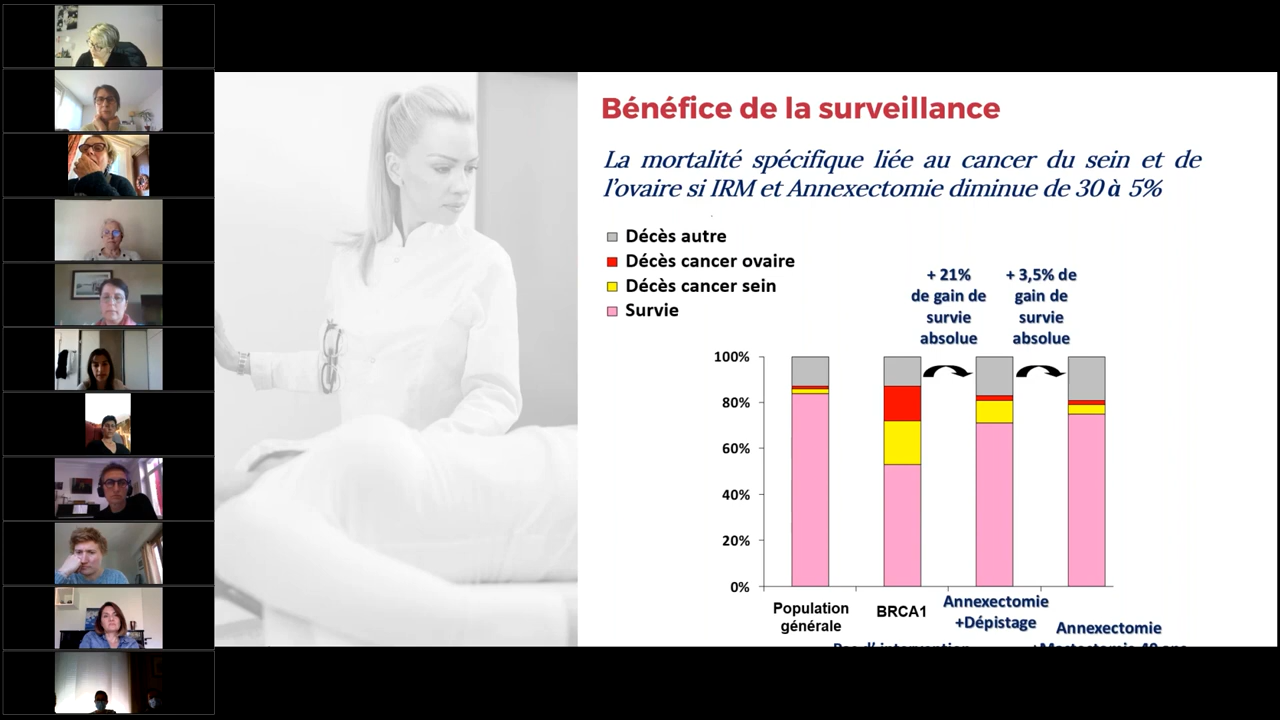 Bénéfice de la surveillance
La mortalité spécifique liée au cancer du sein et de
l'ovaire si IRM et Annexectomie diminue de 30 à 5%
Décès autre
Décès cancer ovaire
Décès cancer sein
Survie
+ 21%
de gain de
survie
absolue
+ 3,5% de
gain de
survie
absolue
100%
80%
60%
40%
20%
0%
Population
générale
BRCA1
Annexectomie
+Dépistage
Annexectomie